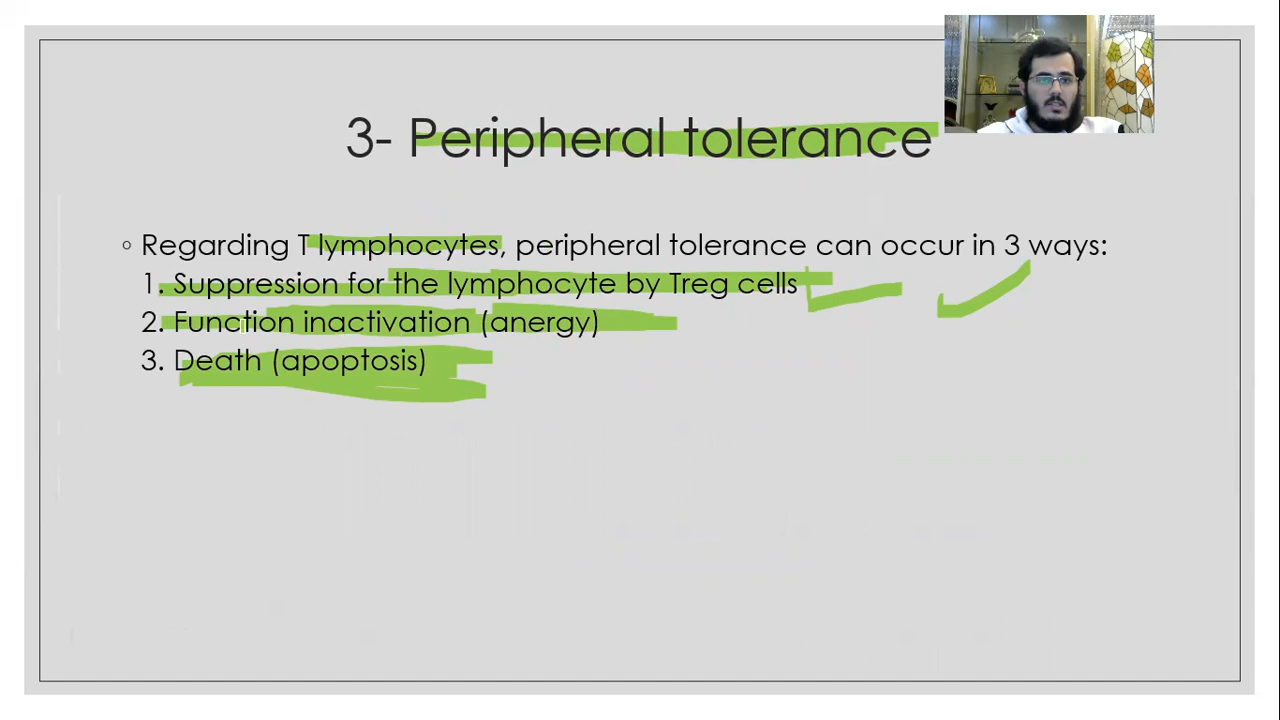 3- Peripheral tolerance
◦ Regarding T lymphocytes, peripheral tolerance can occur in 3 ways:
1. Suppression for the lymphocyte by Treg cells
2. Function inactivation (anergy)
3. Death (apoptosis)